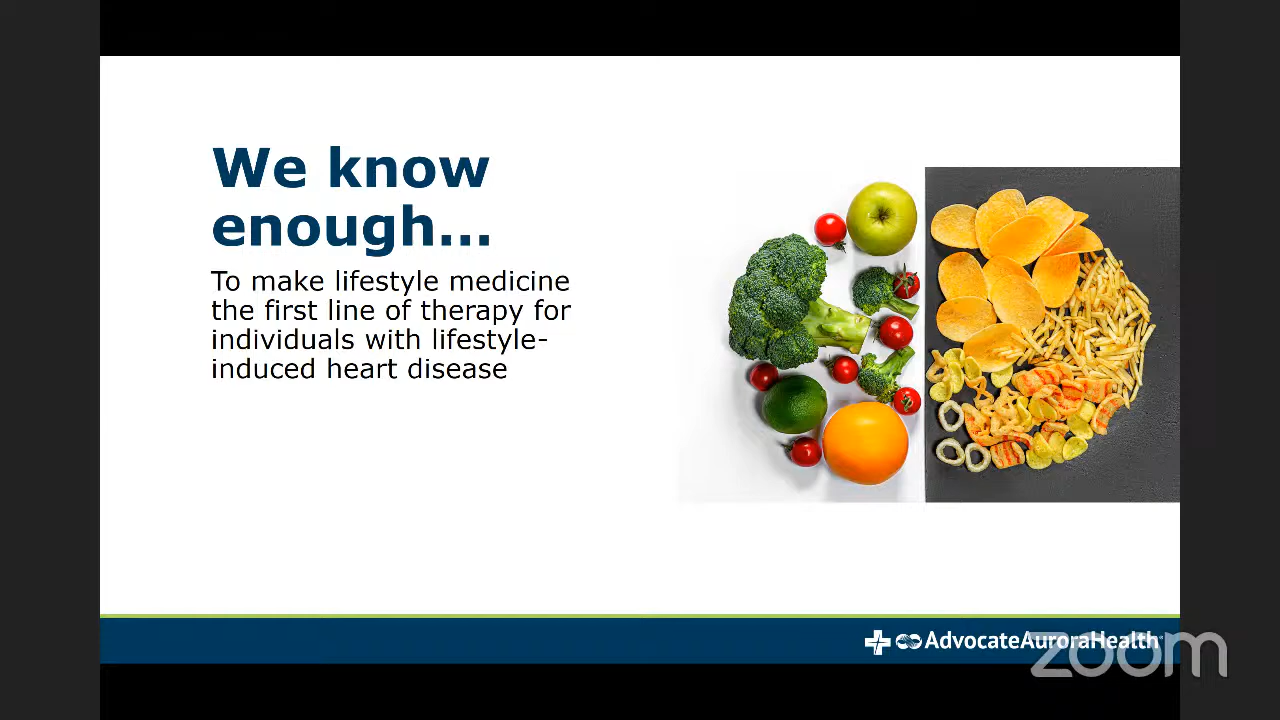 We know
enough...
To make lifestyle medicine
the first line of therapy for
individuals with lifestyle-
induced heart disease
AdvocateAuroraHealth
zoom